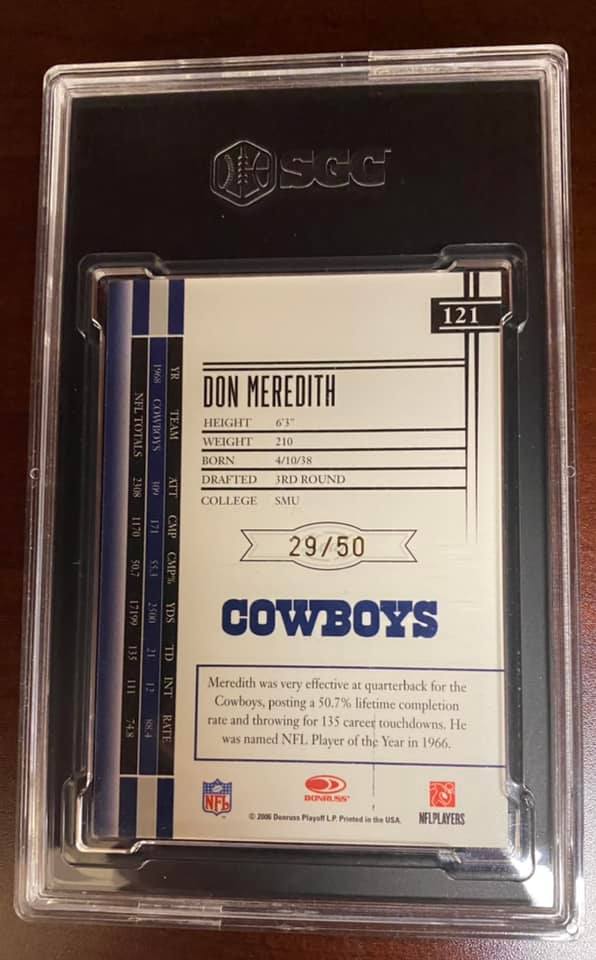 SGC
121
DON MEREDITH
HEIGHT 6'3"
WEIGHT 210
BORN 4/10/38
DRAFTED 3RD ROUND
COLLEGE SMU
29/50
COWBOYS
Meredith was very effective at quarterback for the
Cowboys, posting a 50.7% lifetime completion
rate and throwing for 135 career touchdowns. He
was named NFL Player of the Year in 1966.
NFL
DONRUSS
NFLPLAYERS
© 2006 Donruss Playoff L.P. Printed in the USA.
YR TEAM ATT CMP CMP% YDS TD INT RATE
1968 COWBOYS 309 171 55.3 2500 21 12 88.4
NFL TOTALS 2308 1170 50.7 17199 135 111 74.8